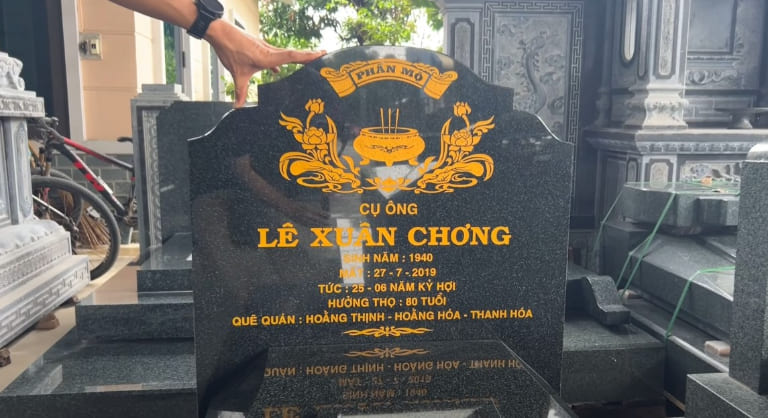 PHẦN MỘ
CỤ ÔNG
LÊ XUÂN CHƠNG
SINH NĂM : 1940
MẤT : 27 - 7 - 2019
TỨC : 25 - 06 NĂM KỶ HỢI
HƯỞNG THỌ : 80 TUỔI
QUÊ QUÁN : HOẰNG THỊNH - HOẰNG HÓA - THANH HÓA